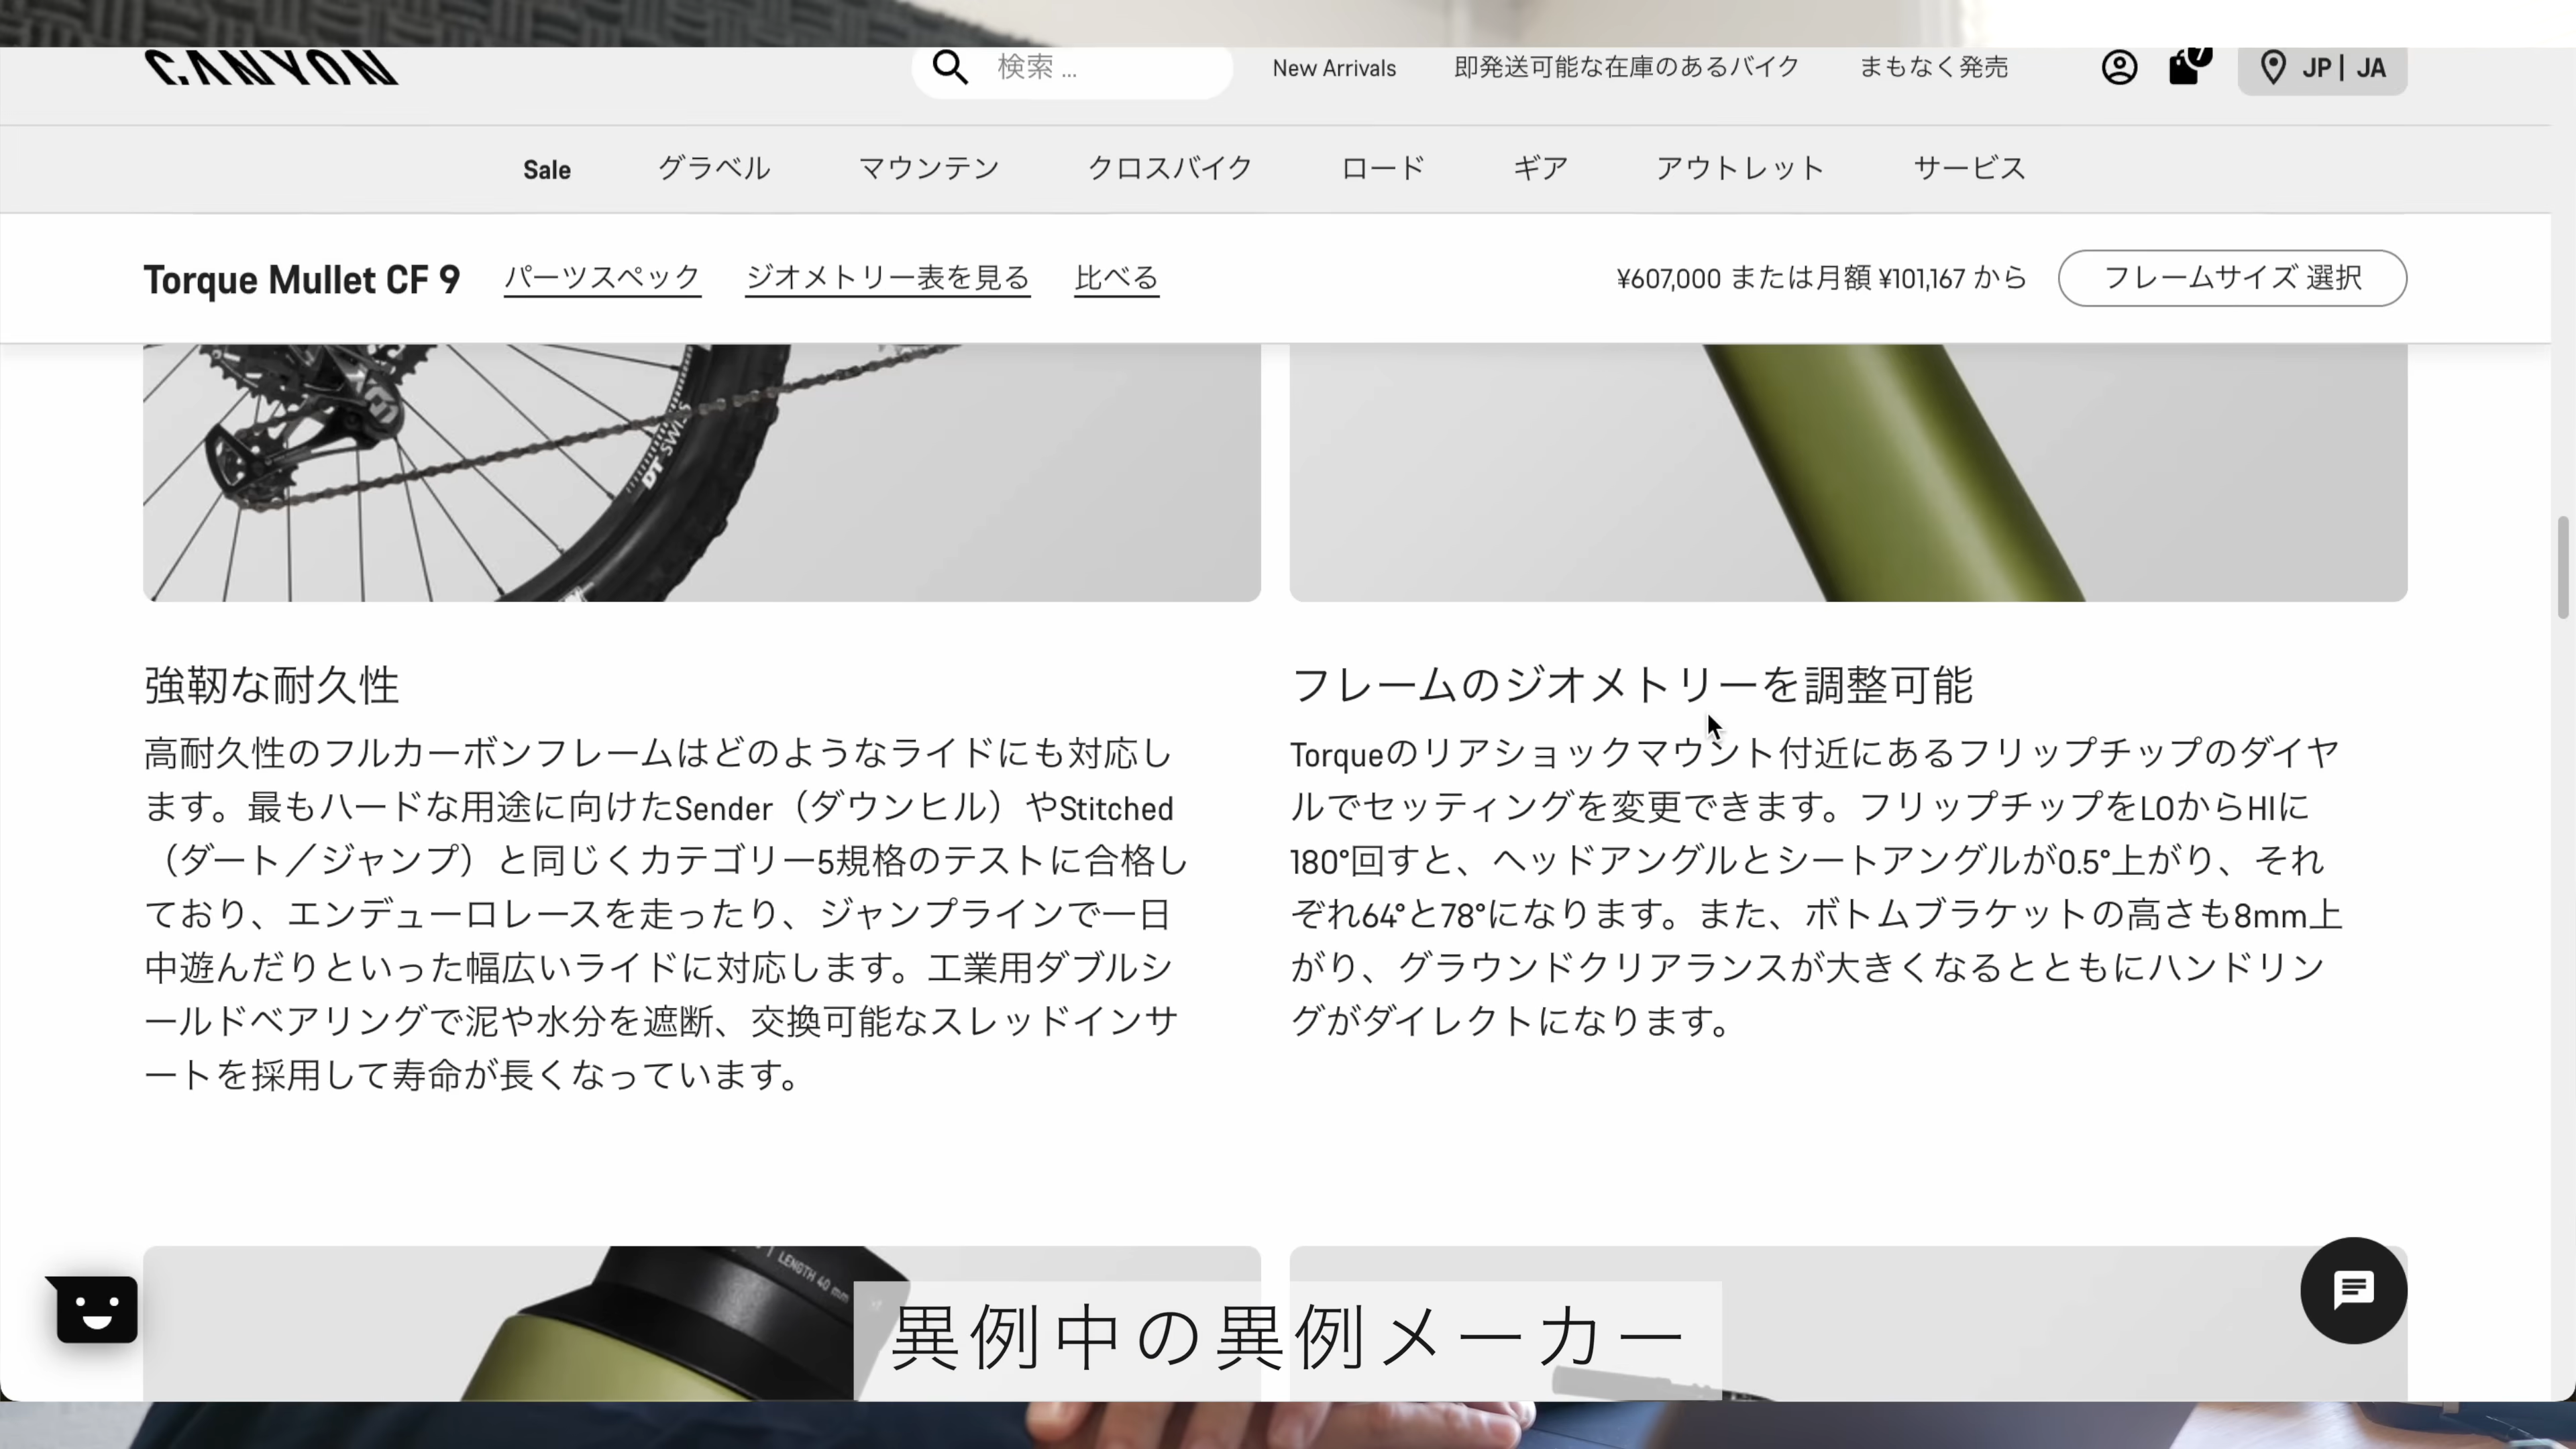 CANYON
検索 ...
New Arrivals
即発送可能な在庫のあるバイク
まもなく発売
7
JP | JA
Sale
グラベル
マウンテン
クロスバイク
ロード
ギア
アウトレット
サービス
Torque Mullet CF 9
パーツスペック
ジオメトリー表を見る
比べる
¥607,000 または月額 ¥101,167 から
フレームサイズ 選択
DT SWISS
強靭な耐久性
高耐久性のフルカーボンフレームはどのようなライドにも対応し
ます。最もハードな用途に向けたSender（ダウンヒル）やStitched
（ダート／ジャンプ）と同じくカテゴリー5規格のテストに合格し
ており、エンデューロレースを走ったり、ジャンプラインで一日
中遊んだりといった幅広いライドに対応します。工業用ダブルシ
ールドベアリングで泥や水分を遮断、交換可能なスレッドインサ
ートを採用して寿命が長くなっています。
フレームのジオメトリーを調整可能
Torqueのリアショックマウント付近にあるフリップチップのダイヤ
ルでセッティングを変更できます。フリップチップをLOからHIに
180°回すと、ヘッドアングルとシートアングルが0.5°上がり、それ
ぞれ64°と78°になります。また、ボトムブラケットの高さも8mm上
がり、グラウンドクリアランスが大きくなるとともにハンドリン
グがダイレクトになります。
LENGTH 40 mm
異例中の異例メーカー